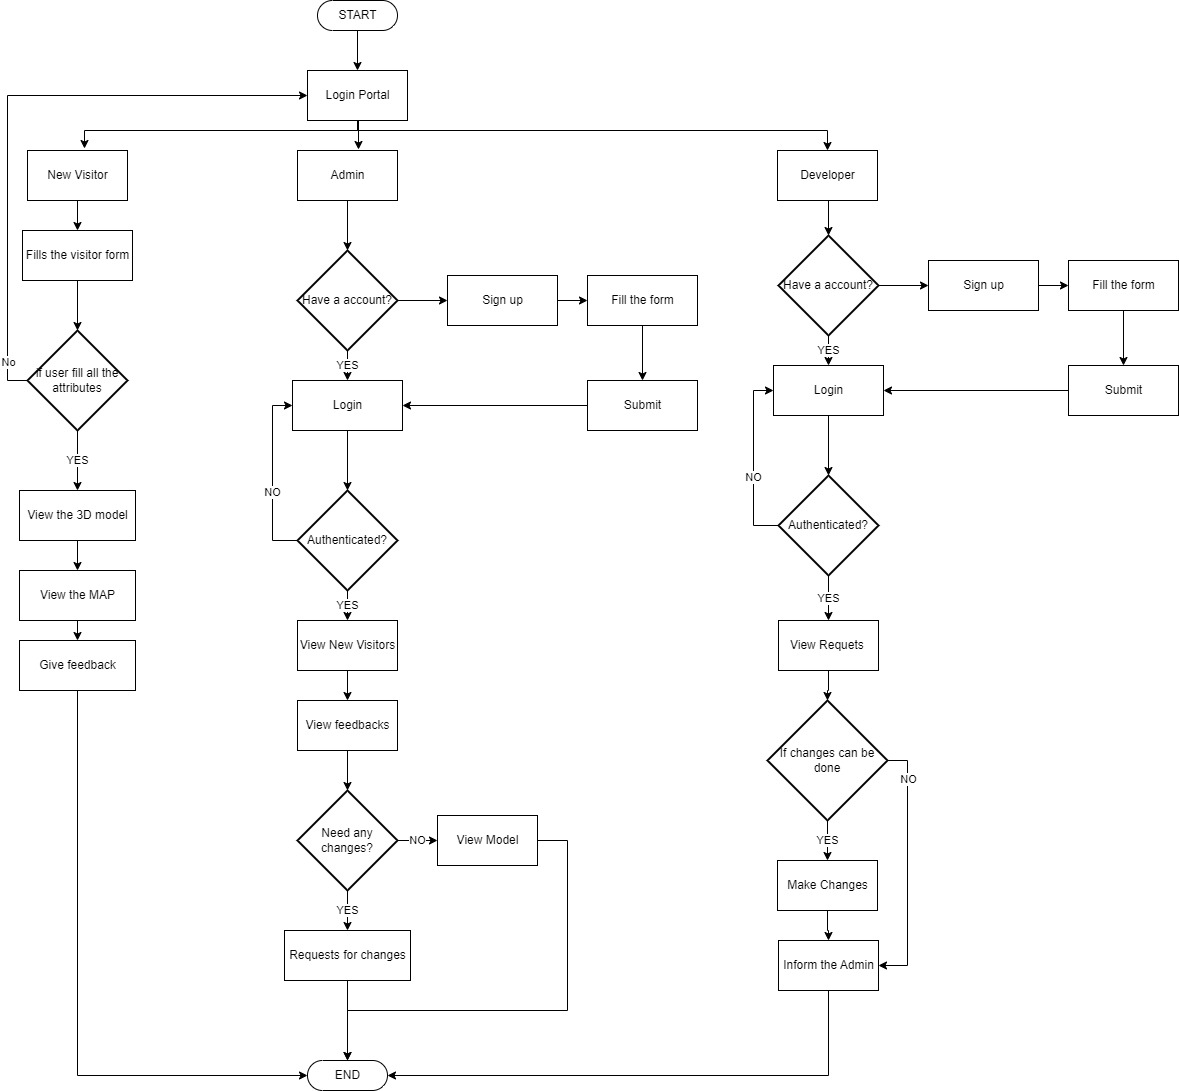 START
Login Portal
New Visitor
Admin
Developer
Fills the visitor form
Have a account?
Sign up
Fill the form
Have a account?
Sign up
Fill the form
No
If user fill all the
attributes
YES
YES
Login
Submit
Login
Submit
YES
NO
NO
View the 3D model
Authenticated?
Authenticated?
View the MAP
YES
YES
Give feedback
View New Visitors
View Requets
View feedbacks
If changes can be
done
NO
Need any
changes?
NO
View Model
YES
Make Changes
YES
Requests for changes
Inform the Admin
END